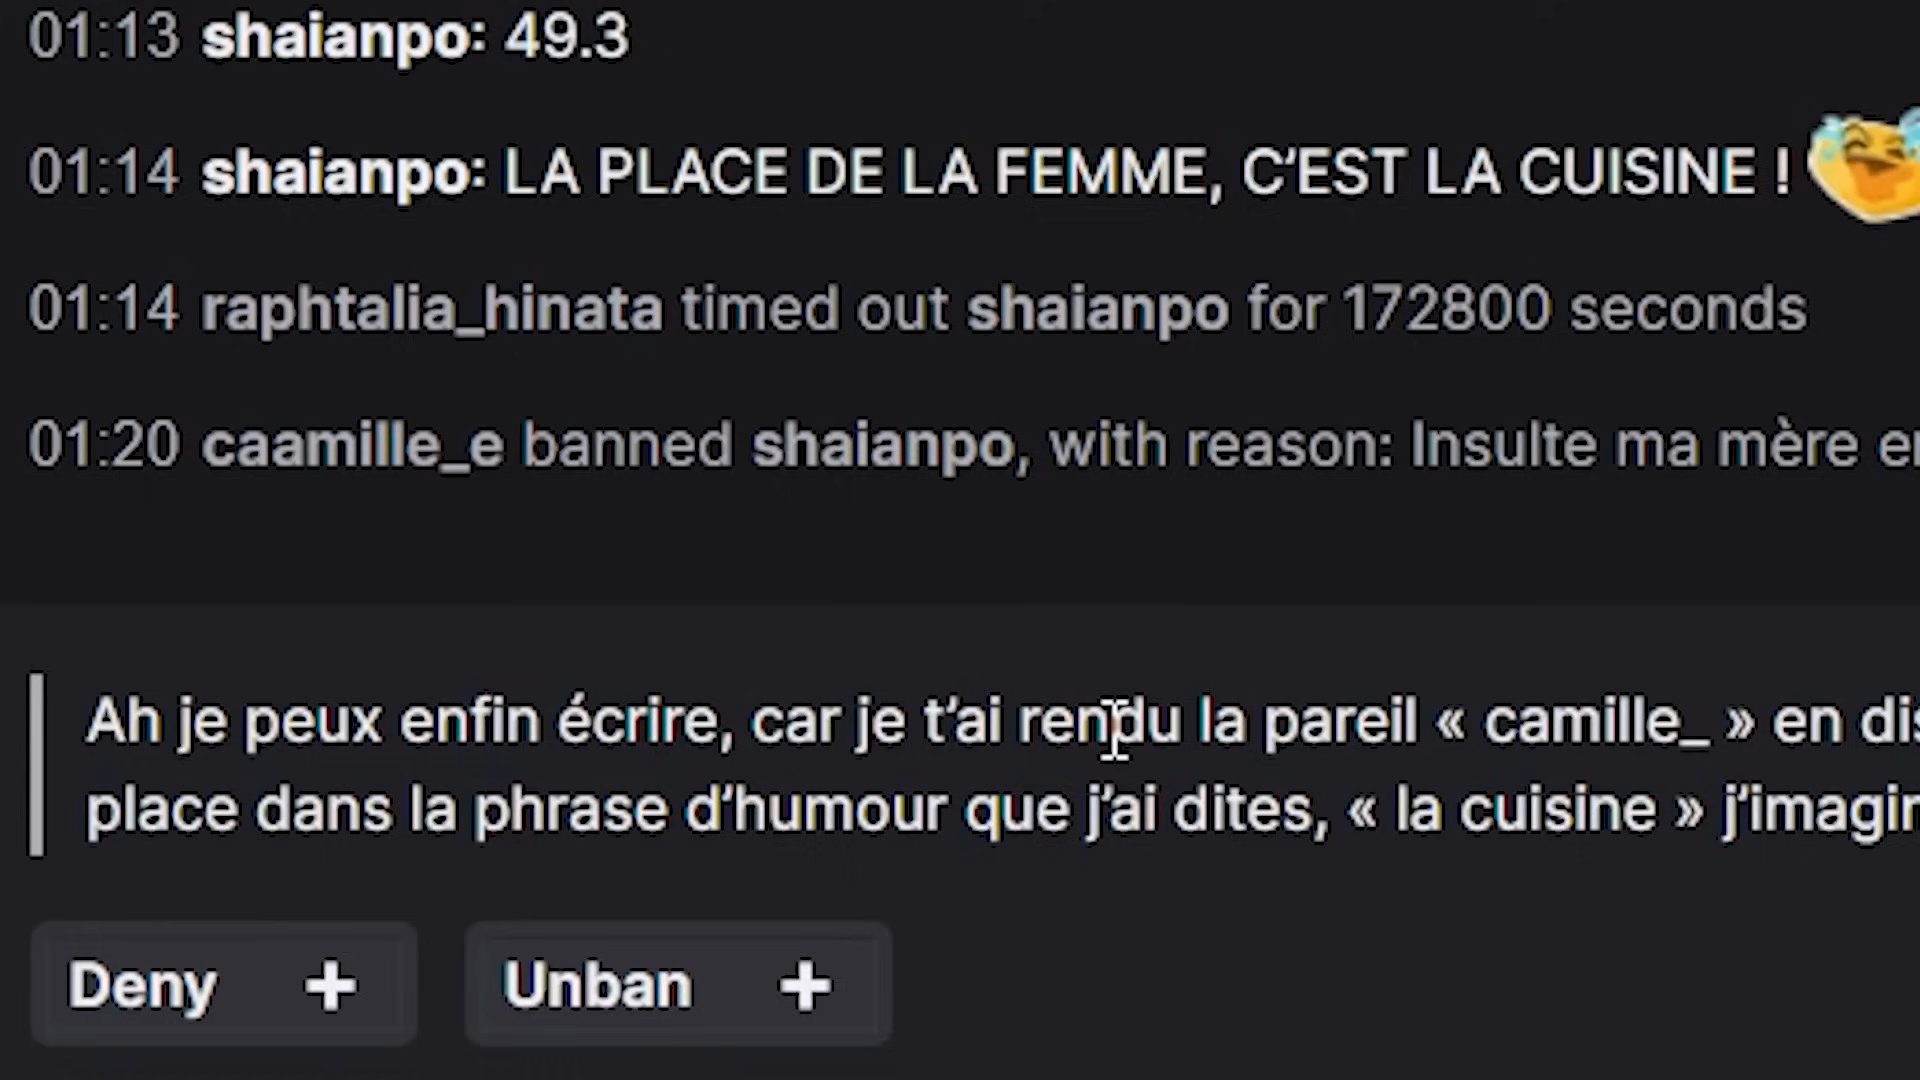 01:13 shaianpo: 49.3
01:14 shaianpo: LA PLACE DE LA FEMME, C'EST LA CUISINE !
01:14 raphtalia_hinata timed out shaianpo for 172800 seconds
01:20 caamille_e banned shaianpo, with reason: Insulte ma mère
Ah je peux enfin écrire, car je t’ai rendu la pareil « camille_ » en
place dans la phrase d’humour que j’ai dites, « la cuisine »
Deny +
Unban +